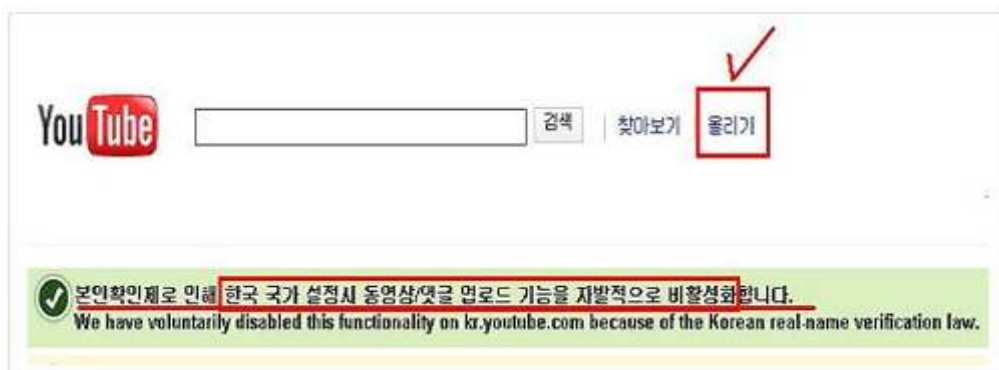 YouTube 검색 찾아보기 올리기
본인확인제로 인해 한국 국가 설정시 동영상/댓글 업로드 기능을 자발적으로 비활성화합니다.
We have voluntarily disabled this functionality on kr.youtube.com because of the Korean real-name verification law.